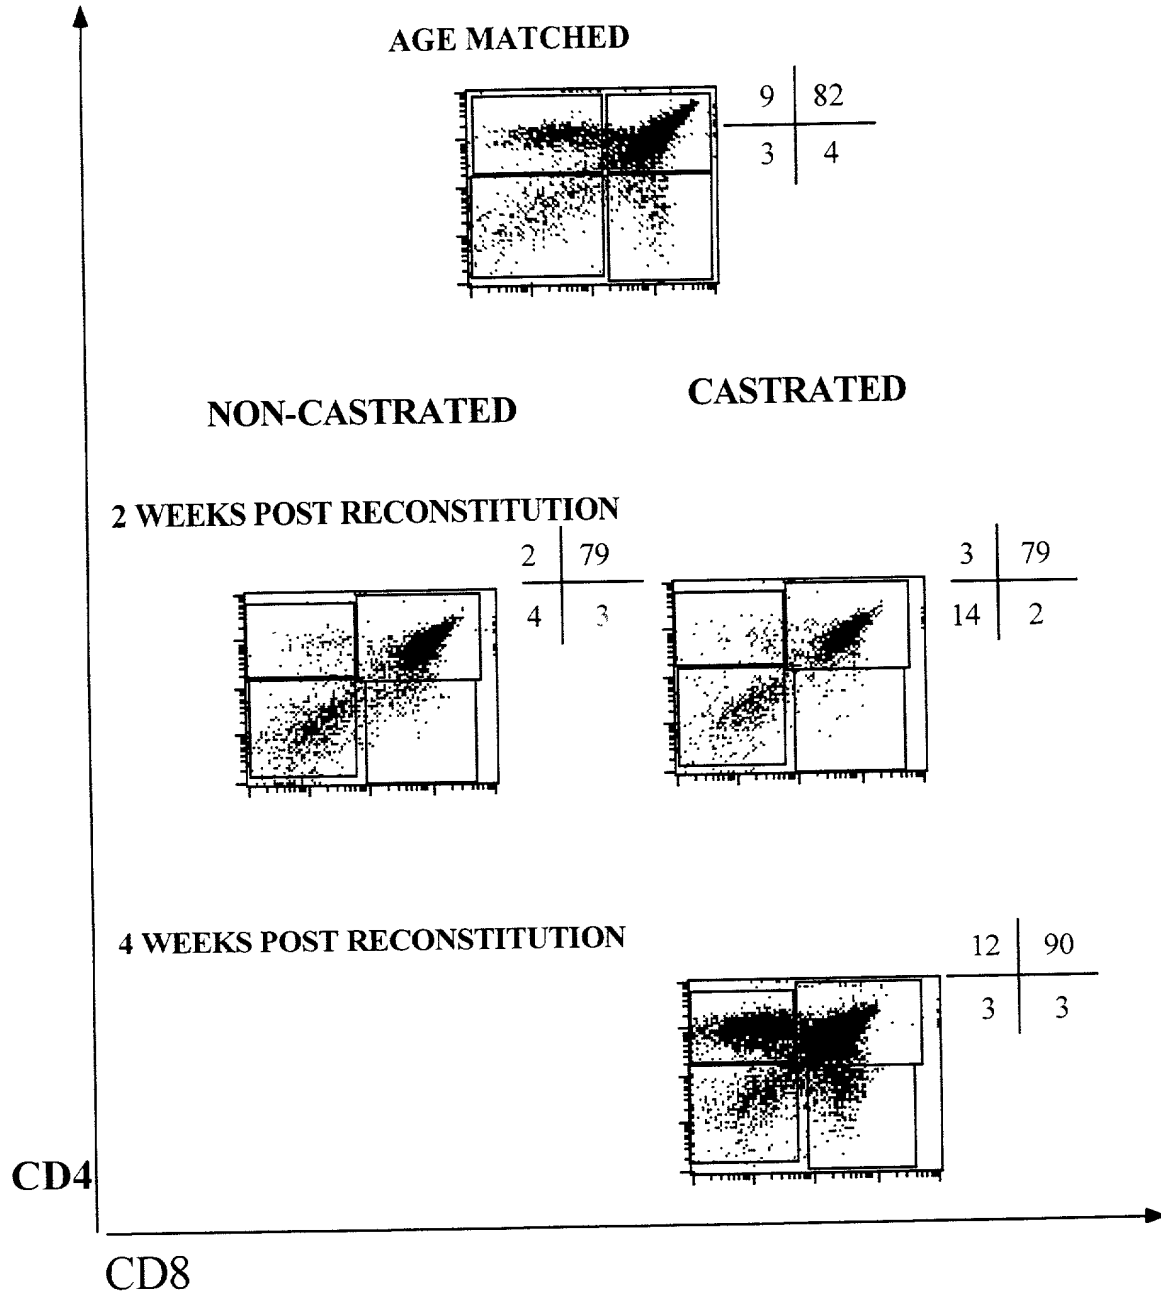 AGE MATCHED
9 82
3 4
NON-CASTRATED CASTRATED
2 WEEKS POST RECONSTITUTION
2 79
4 3
3 79
14 2
4 WEEKS POST RECONSTITUTION
12 90
3 3
CD4
CD8